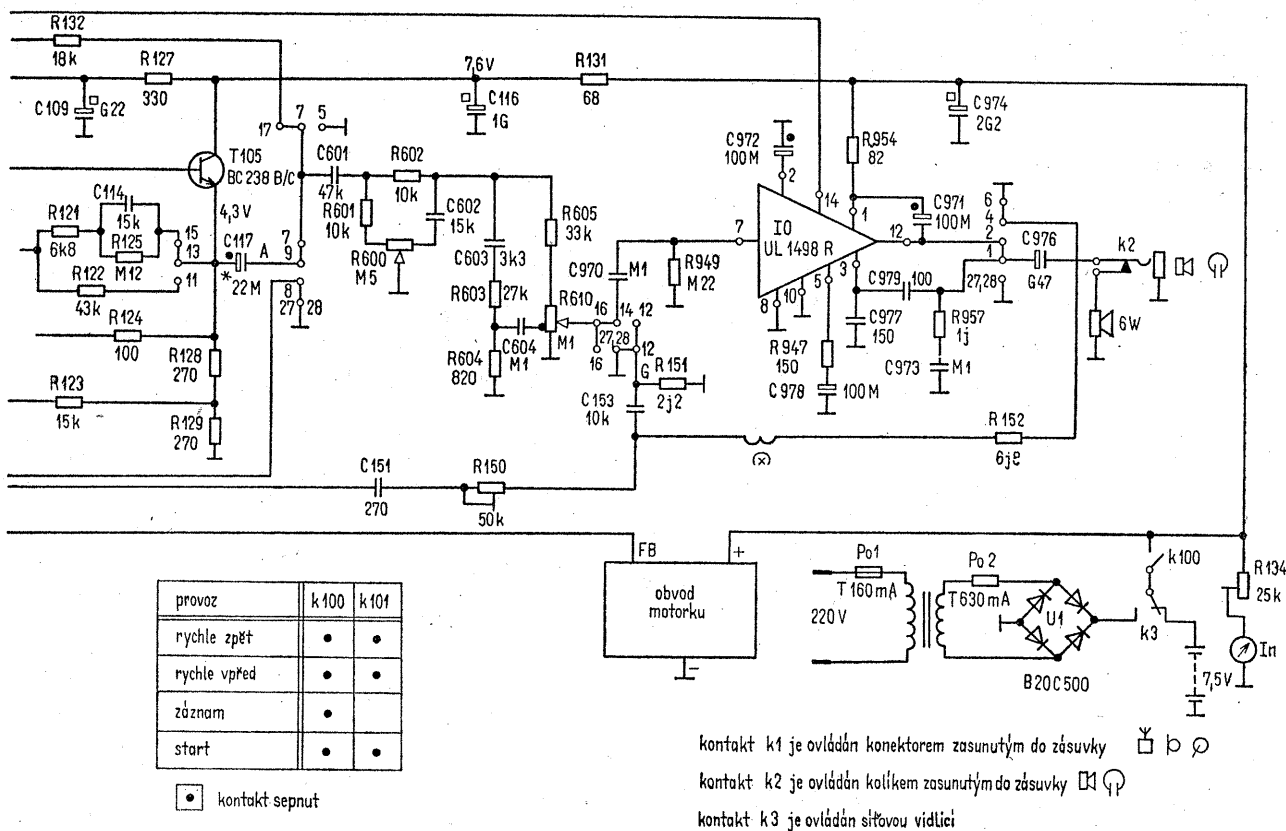 R132
18k
R127
330
C109
G22
7,6V
C116
1G
R131
68
C974
2G2
17
7
5
T105
BC 238 B/C
C114
15k
R121
6k8
R125
M12
R122
43k
15
13
11
4,3V
C117
A
*
22M
7
9
8
27
28
C601
47k
R602
10k
R601
10k
C602
15k
R600
M5
C603
3k3
R603
27k
R604
820
C604
M1
R605
33k
R610
M1
C970
M1
16
14
12
27,28
16
12
G
R151
2j2
C153
10k
R949
M22
7
C972
100M
2
IO
UL 1498 R
14
1
12
3
5
10
8
R954
82
C971
100M
C979
100
C977
150
R947
150
C978
100M
R957
1j
C973
M1
6
4
2
1
27,28
C976
G47
k2
6W
R124
100
R128
270
R123
15k
R129
270
C151
270
R150
50k
(x)
R152
6j8
FB
+
obvod
motorku
-
Po1
T 160mA
220V
Po 2
T 630mA
U1
B20C500
k100
k3
7,5V
R134
25k
In
provoz k100 k101
rychle zpět • •
rychle vpřed • •
záznam •
start • •
• kontakt sepnut
kontakt k1 je ovládán konektorem zasunutým do zásuvky
kontakt k2 je ovládán kolíkem zasunutým do zásuvky
kontakt k3 je ovládán síťovou vidlicí